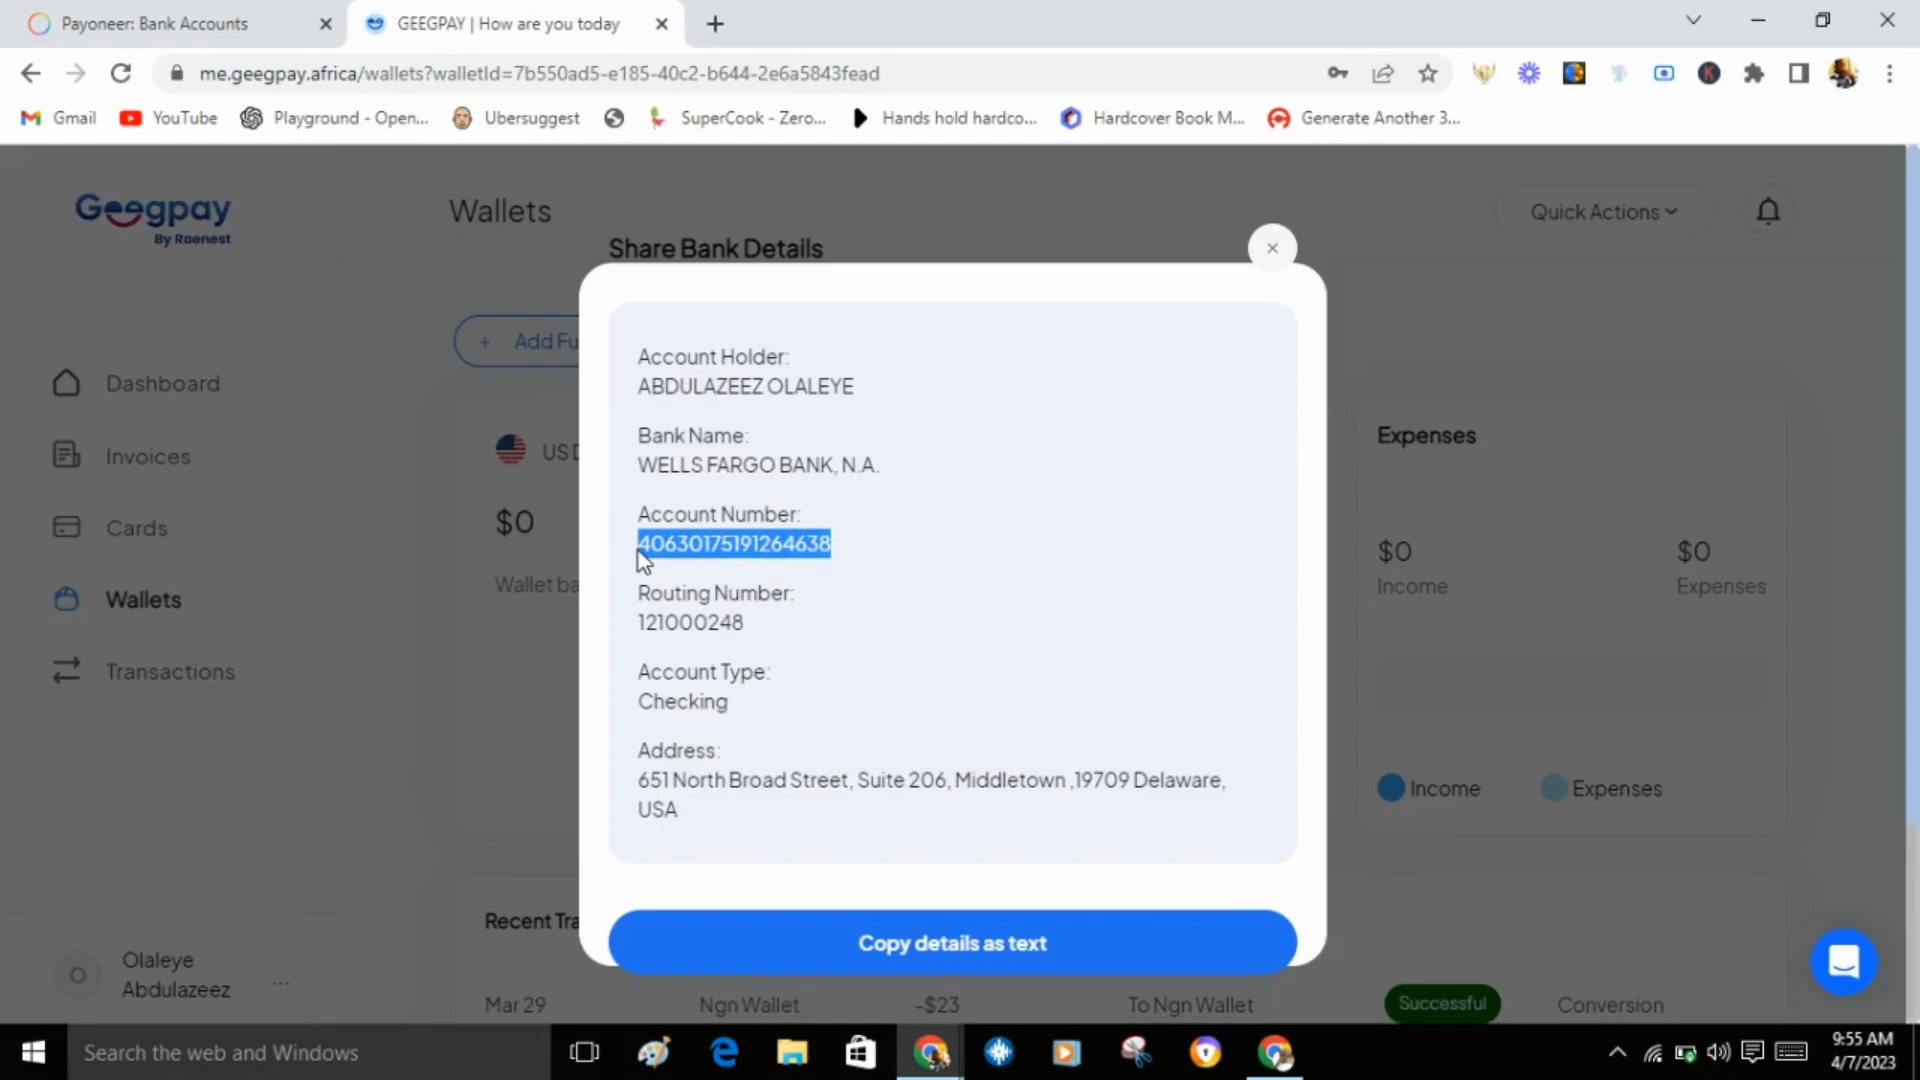 Payoneer: Bank Accounts
GEEGPAY | How are you today
me.geegpay.africa/wallets?walletId=7b550ad5-e185-40c2-b644-2e6a5843fead
Gmail
YouTube
Playground - Open...
Ubersuggest
SuperCook - Zero...
Hands hold hardco...
Hardcover Book M...
Generate Another 3...
Geegpay
By Raenest
Wallets
Quick Actions
Share Bank Details
+ Add Fu
Dashboard
Invoices
Cards
Wallets
Transactions
US
$0
Wallet ba
Account Holder:
ABDULAZEEZ OLALEYE
Bank Name:
WELLS FARGO BANK, N.A.
Account Number:
40630175191264638
Routing Number:
121000248
Account Type:
Checking
Address:
651 North Broad Street, Suite 206, Middletown ,19709 Delaware,
USA
Copy details as text
Expenses
$0
Income
$0
Expenses
Income
Expenses
Recent Tra
Mar 29
Ngn Wallet
-$23
To Ngn Wallet
Successful
Conversion
O
Olaleye
Abdulazeez
...
Search the web and Windows
9:55 AM
4/7/2023